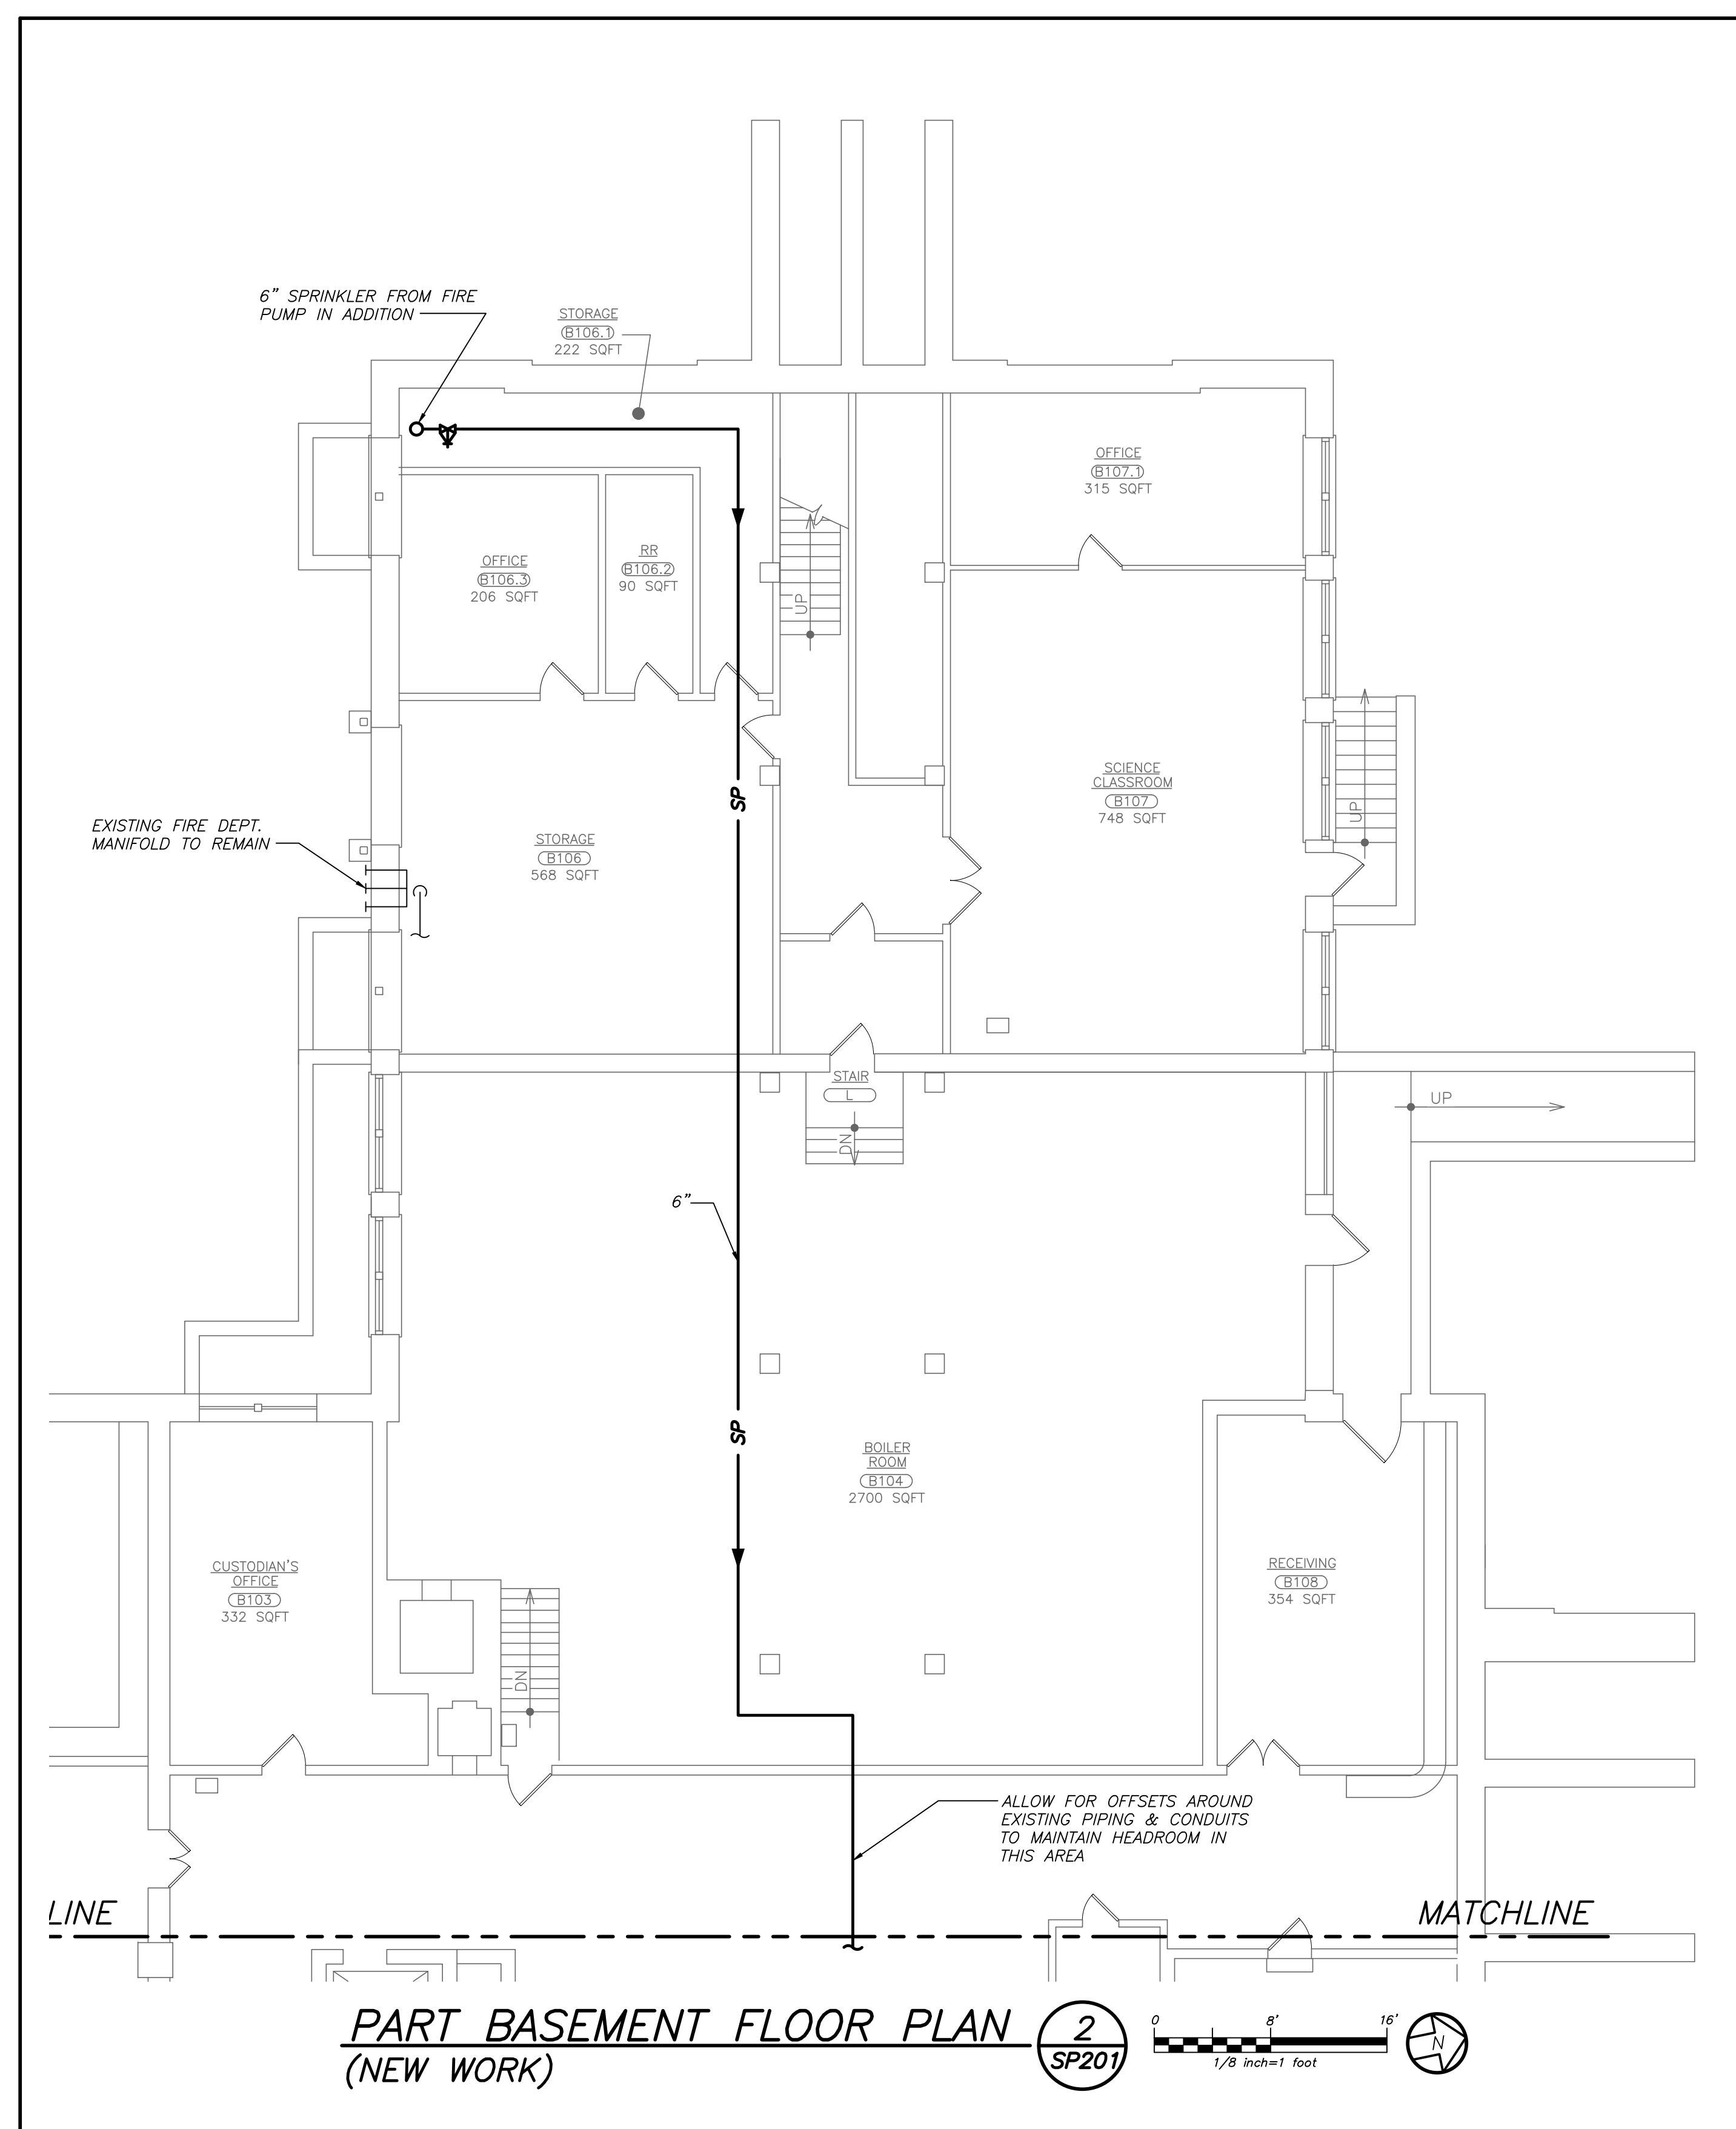 6" SPRINKLER FROM FIRE
PUMP IN ADDITION
STORAGE
B106.1
222 SQFT
OFFICE
B107.1
315 SQFT
OFFICE
B106.3
206 SQFT
RR
B106.2
90 SQFT
UP
SCIENCE
CLASSROOM
B107
748 SQFT
UP
SP
EXISTING FIRE DEPT.
MANIFOLD TO REMAIN
STORAGE
B106
568 SQFT
STAIR
L
DN
UP
6"
SP
BOILER
ROOM
B104
2700 SQFT
CUSTODIAN'S
OFFICE
B103
332 SQFT
RECEIVING
B108
354 SQFT
DN
ALLOW FOR OFFSETS AROUND
EXISTING PIPING & CONDUITS
TO MAINTAIN HEADROOM IN
THIS AREA
LINE
MATCHLINE
PART BASEMENT FLOOR PLAN
(NEW WORK)
2
SP201
0 8' 16'
1/8 inch=1 foot
N